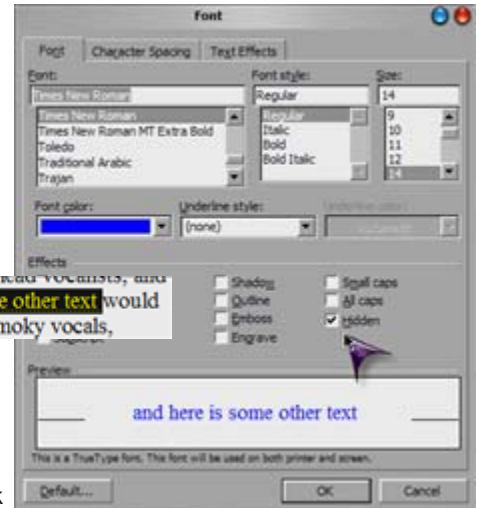 Font
Font Character Spacing Text Effects
Font: Font style: Size:
Times New Roman Regular 14
Times New Roman Regular 9
Times New Roman MT Extra Bold Italic 10
Toledo Bold 11
Traditional Arabic Bold Italic 12
Trajan 14
Font color: Underline style: Underline color:
(none)
Effects
head vocalists, and
Shadow Small caps
e other text would
Outline All caps
moky vocals,
Emboss Hidden
Engrave
Preview
and here is some other text
This is a TrueType font. This font will be used on both printer and screen.
Default... OK Cancel